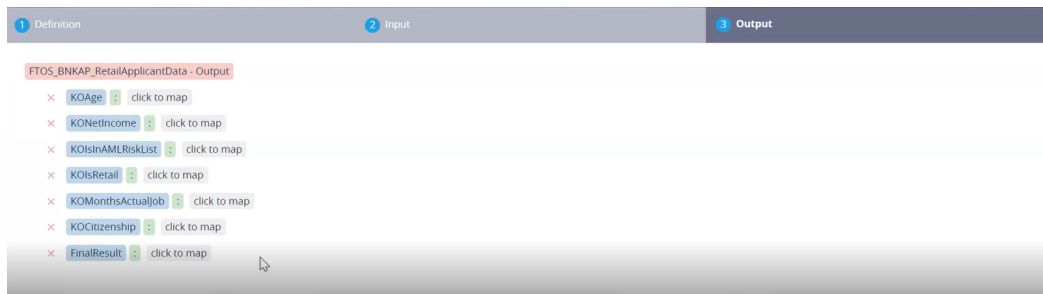 1 Definition 2 Input 3 Output
FTOS_BNKAP_RetailApplicantData - Output
× KOAge : click to map
× KONetIncome : click to map
× KOIsInAMLRiskList : click to map
× KOIsRetail : click to map
× KOMonthsActualJob : click to map
× KOCitizenship : click to map
× FinalResult : click to map